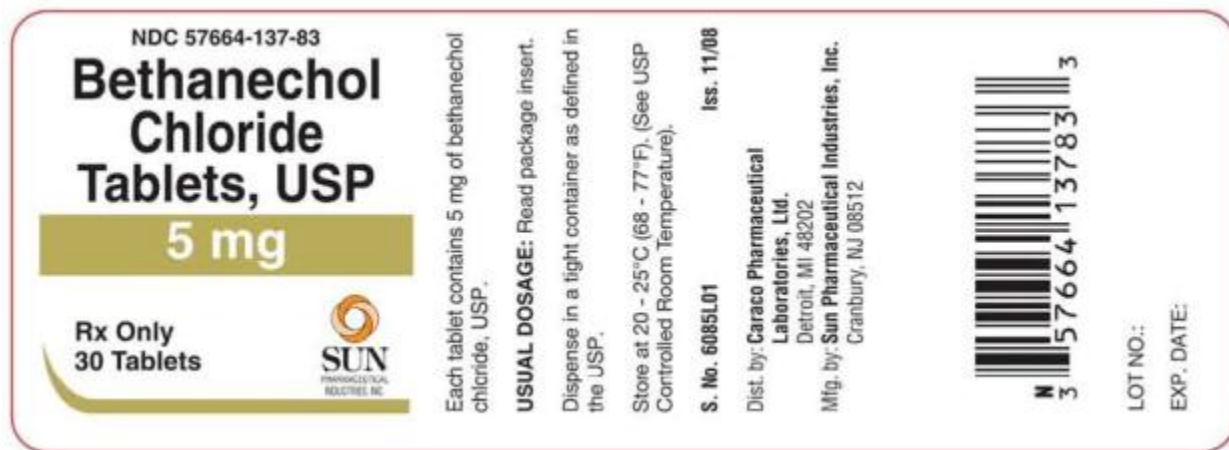 NDC 57664-137-83
Bethanechol
Chloride
Tablets, USP
5 mg
Rx Only
30 Tablets
SUN
PHARMACEUTICAL
INDUSTRIES, INC.
Each tablet contains 5 mg of bethanechol
chloride, USP.
USUAL DOSAGE: Read package insert.
Dispense in a tight container as defined in
the USP.
Store at 20 - 25°C (68 - 77°F). (See USP
Controlled Room Temperature).
S. No. 6085L01 Iss. 11/08
Dist. by: Caraco Pharmaceutical
Laboratories, Ltd.
Detroit, MI 48202
Mfg. by: Sun Pharmaceutical Industries, Inc.
Cranbury, NJ 08512
N
3 57664 13783 3
LOT NO.:
EXP. DATE: